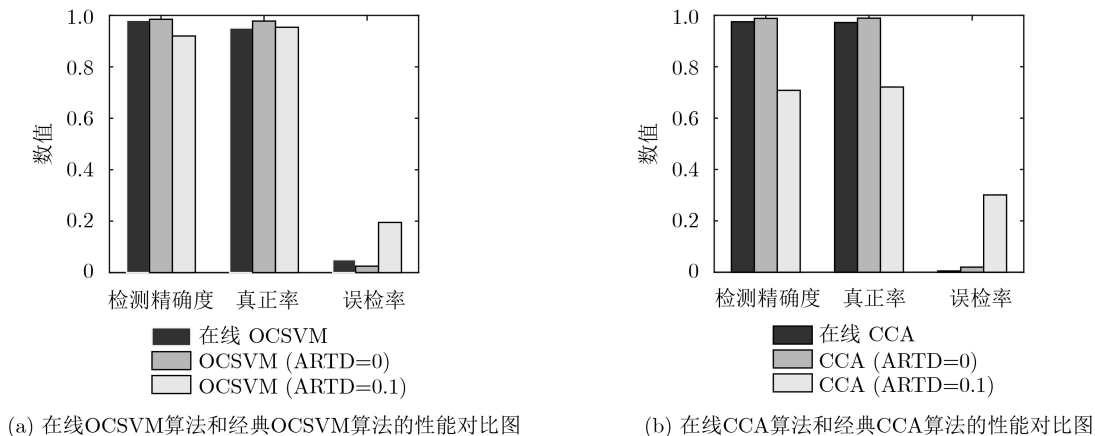 1.0
0.8
0.6
0.4
0.2
0
数值
检测精确度 真正率 误检率
在线 OCSVM
OCSVM (ARTD=0)
OCSVM (ARTD=0.1)
(a) 在线OCSVM算法和经典OCSVM算法的性能对比图
1.0
0.8
0.6
0.4
0.2
0
数值
检测精确度 真正率 误检率
在线 CCA
CCA (ARTD=0)
CCA (ARTD=0.1)
(b) 在线CCA算法和经典CCA算法的性能对比图